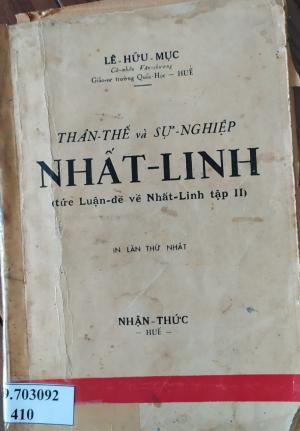 LÊ-HỮU-MỤC
Cử-nhân Văn-chương
Giáo-sư trường Quốc-Học — HUẾ
THÂN-THẾ và SỰ-NGHIỆP
NHẤT-LINH
(tức Luận-đề về Nhất-Linh tập II)
IN LẦN THỨ NHẤT
NHẬN-THỨC
— HUẾ —
9.703092
410